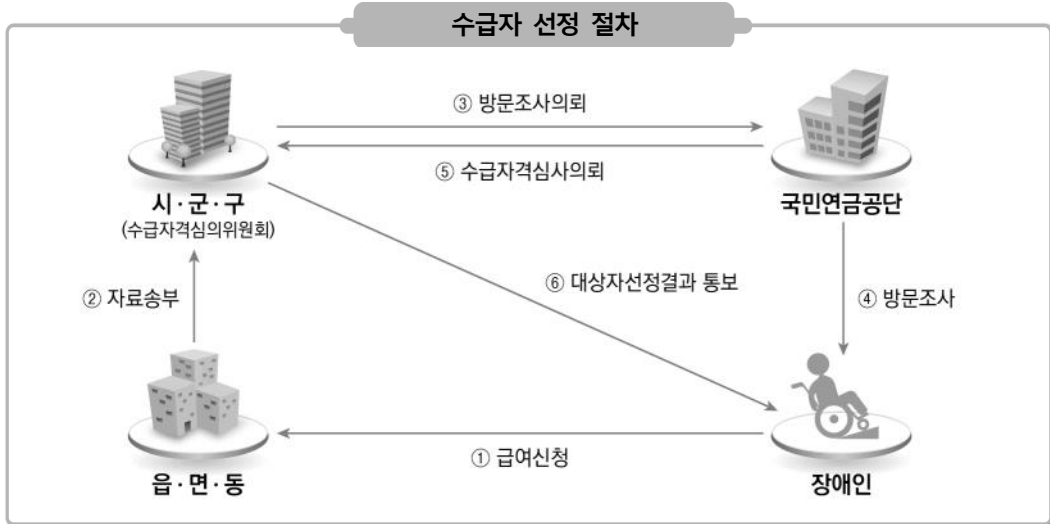 수급자 선정 절차
③ 방문조사의뢰
⑤ 수급자격심사의뢰
시·군·구
(수급자격심의위원회)
국민연금공단
② 자료송부
⑥ 대상자선정결과 통보
④ 방문조사
① 급여신청
읍·면·동
장애인